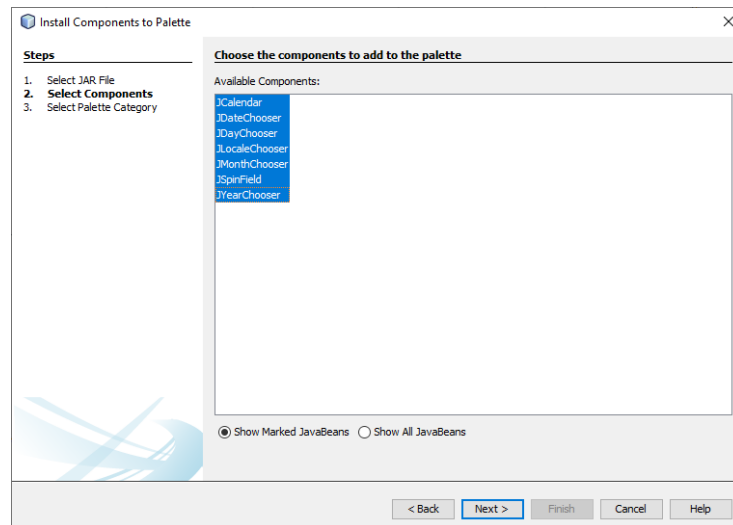 Install Components to Palette
Steps
1. Select JAR File
2. Select Components
3. Select Palette Category
Choose the components to add to the palette
Available Components:
JCalendar
JDateChooser
JDayChooser
JLocaleChooser
JMonthChooser
JSpinField
JYearChooser
Show Marked JavaBeans Show All JavaBeans
< Back Next > Finish Cancel Help